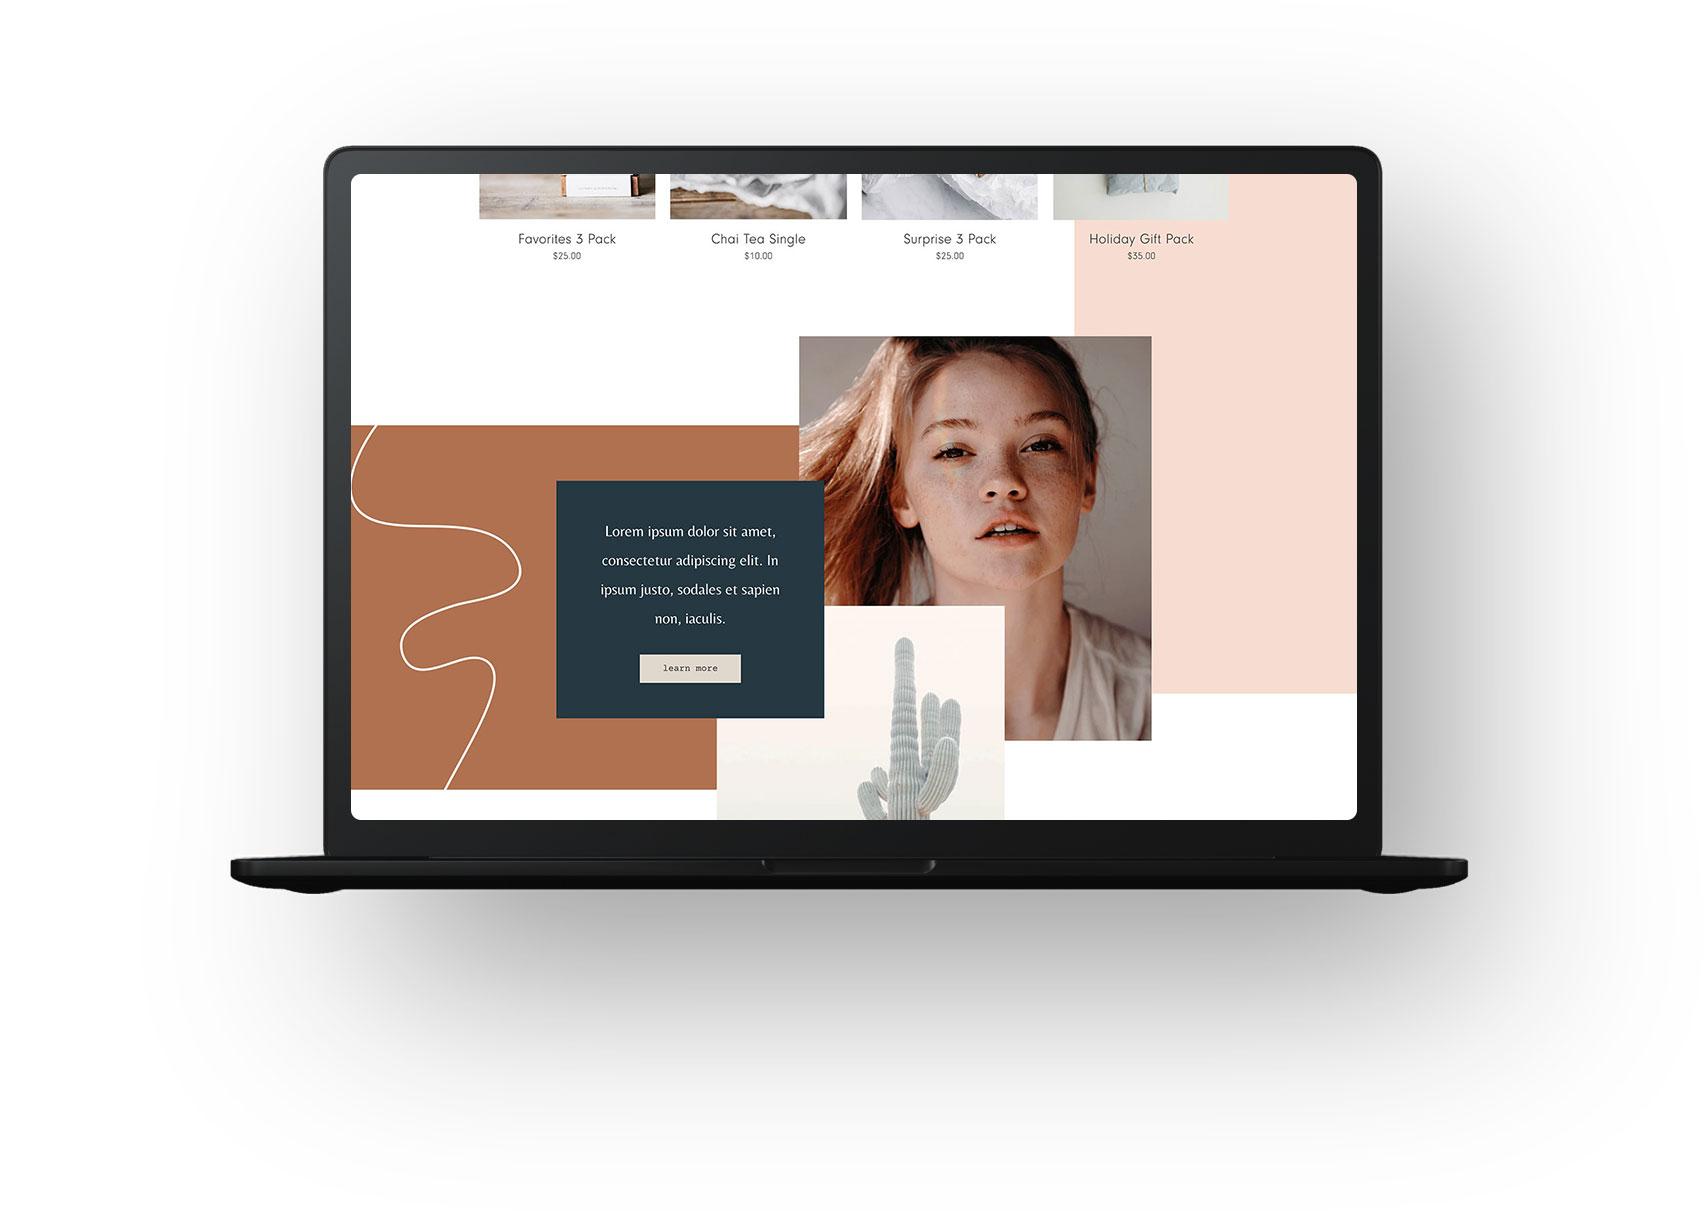 Favorites 3 Pack
$25.00
Chai Tea Single
$10.00
Surprise 3 Pack
$25.00
Holiday Gift Pack
$35.00
Lorem ipsum dolor sit amet,
consectetur adipiscing elit. In
ipsum justo, sodales et sapien
non, iaculis.
learn more